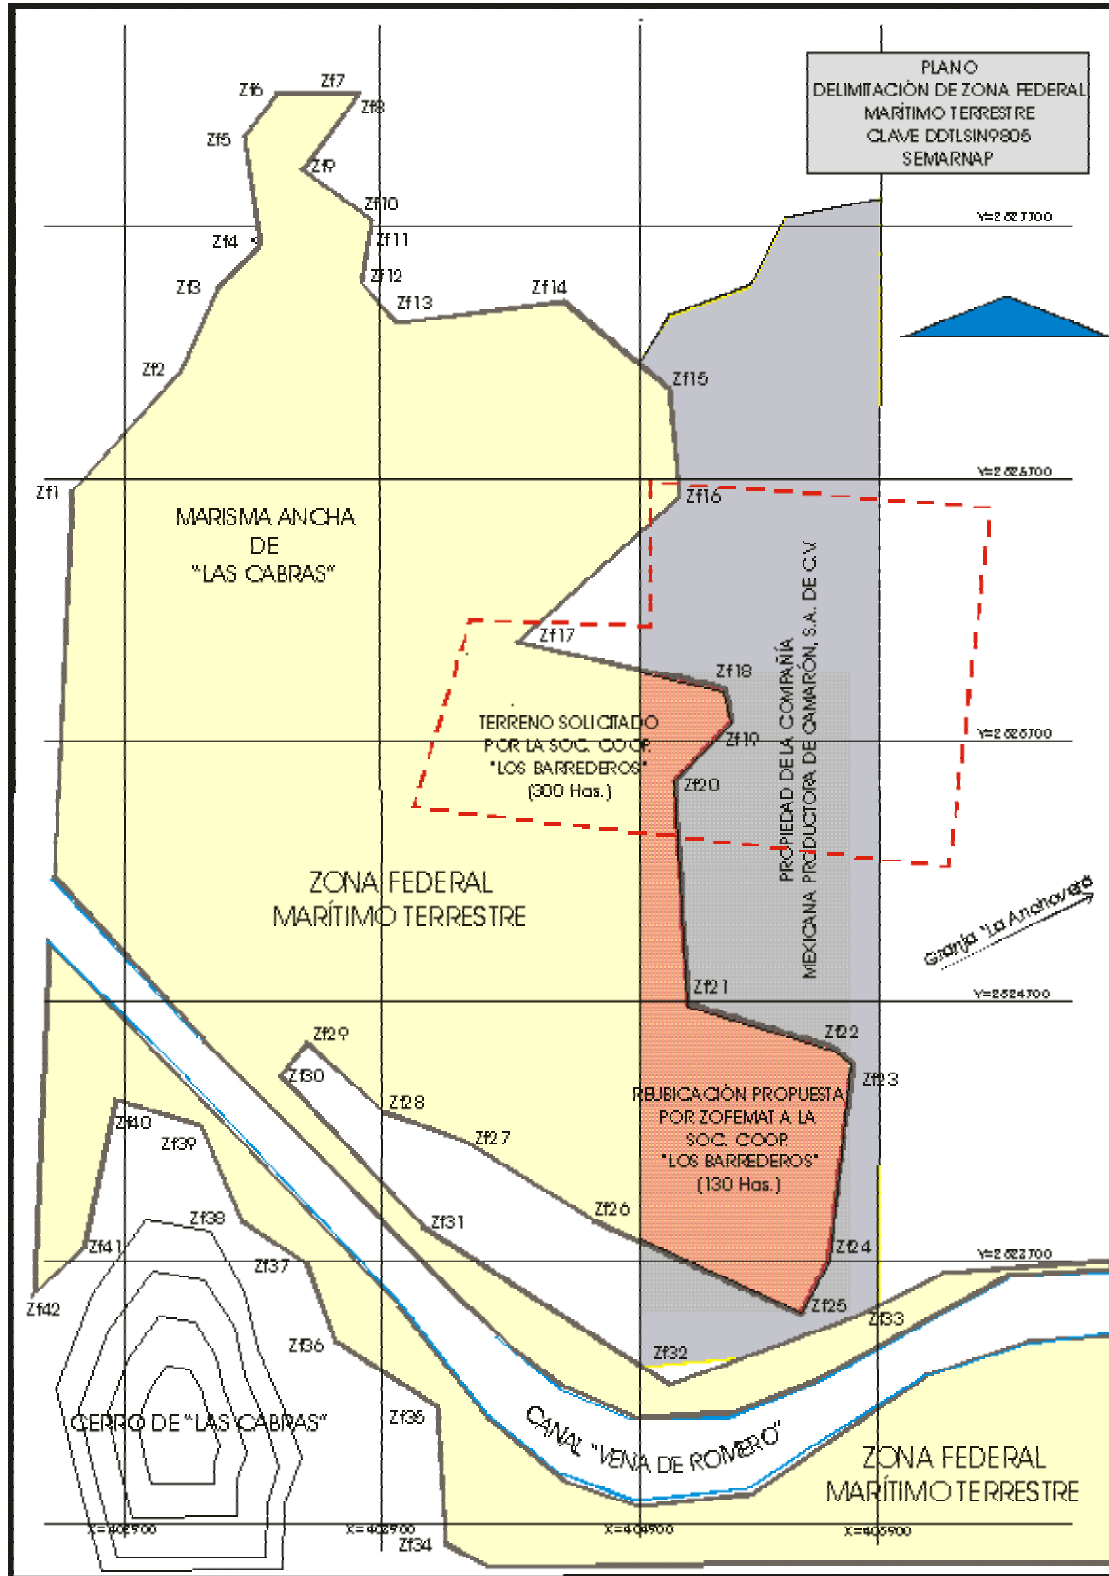 PLANO
DELIMITACIÓN DE ZONA FEDERAL
MARÍTIMO TERRESTRE
CLAVE DDTLSIN9805
SEMARNAP
Zf6
Zf7
Zf8
Zf5
Zf9
Zf10
Zf4
Zf11
Y=2827700
Zf3
Zf12
Zf13
Zf14
Zf2
Zf15
Zf1
Zf16
MARISMA ANCHA
DE
"LAS CABRAS"
Zf17
Zf18
Zf19
Zf20
TERRENO SOLICITADO
POR LA SOC. COOP.
"LOS BARREDEROS"
(300 Has.)
PROPIEDAD DE LA COMPAÑÍA
MEXICANA PRODUCTORA DE CAMARÓN, S.A. DE C.V.
ZONA FEDERAL
MARÍTIMO TERRESTRE
Granja "La Anchovera
Zf21
Y=2824700
Zf22
Zf23
Zf29
Zf30
Zf28
Zf27
Zf26
REUBICACIÓN PROPUESTA
POR ZOFEMAT A LA
SOC. COOP.
"LOS BARREDEROS"
(130 Has.)
Zf40
Zf39
Zf38
Zf31
Zf41
Zf37
Zf24
Zf42
Zf25
Zf33
Zf36
Zf32
Zf35
CERRO DE "LAS CABRAS"
CANAL "VENA DE ROMERO"
ZONA FEDERAL
MARÍTIMO TERRESTRE
Zf34